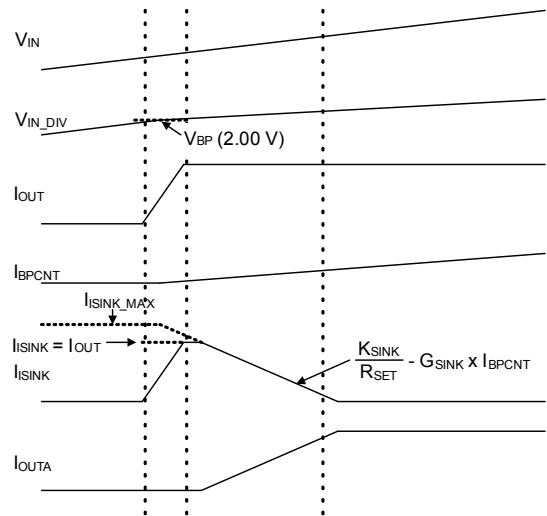 VIN
VIN_DIV
VBP (2.00 V)
IOUT
IBPCNT
IISINK_MAX
IISINK = IOUT
IISINK
KSINK
RSET
- GSINK x IBPCNT
IOUTA